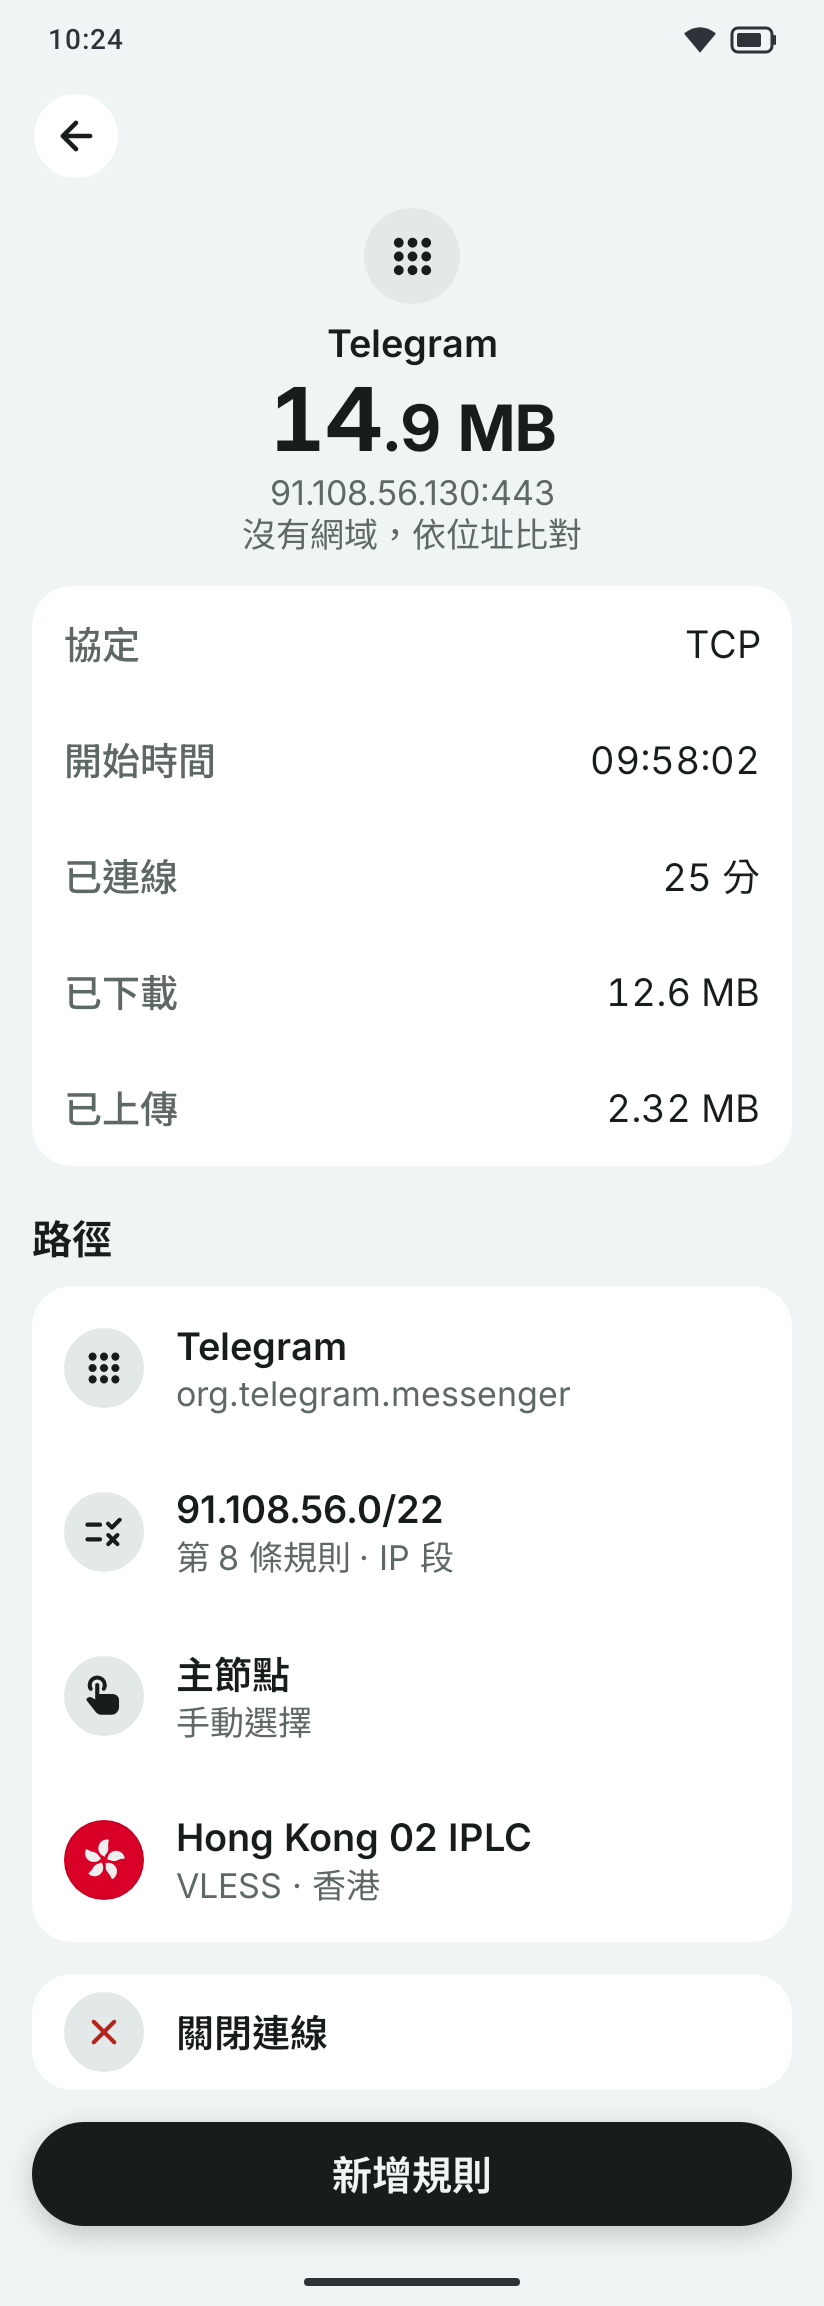 10:24
Telegram
14.9 MB
91.108.56.130:443
沒有網域，依位址比對
協定
TCP
開始時間
09:58:02
已連線
25 分
已下載
12.6 MB
已上傳
2.32 MB
路徑
Telegram
org.telegram.messenger
91.108.56.0/22
第 8 條規則 · IP 段
主節點
手動選擇
Hong Kong 02 IPLC
VLESS · 香港
關閉連線
新增規則